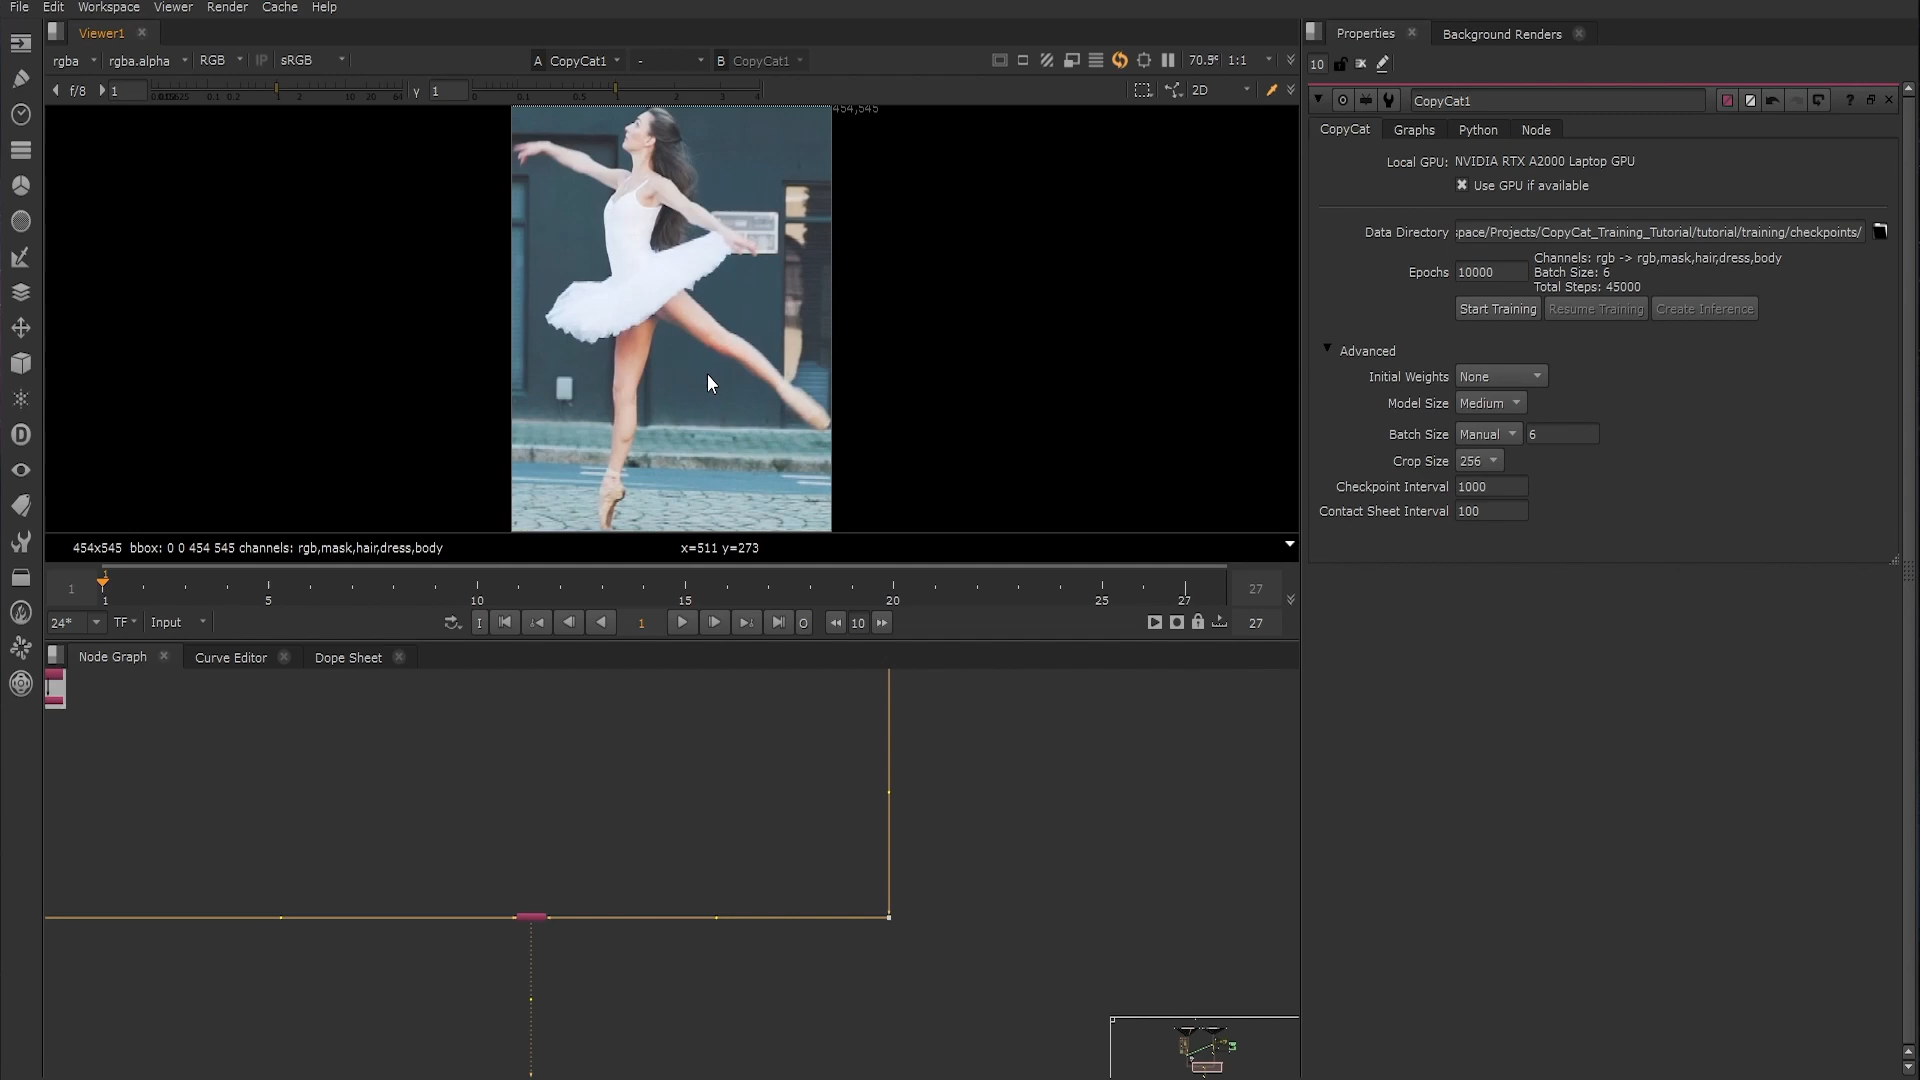 File Edit Workspace Viewer Render Cache Help
Viewer1
rgba rgba.alpha RGB IP sRGB A CopyCat1 - B CopyCat1 1:1
f/8 1 γ 1 2D
454,545
454x545 bbox: 0 0 454 545 channels: rgb,mask,hair,dress,body x=511 y=273
1 1 27
1 5 10 15 20 25 27
24* TF Input I 1 O 10 27
Node Graph Curve Editor Dope Sheet
Properties Background Renders
10
CopyCat1
CopyCat Graphs Python Node
Local GPU: NVIDIA RTX A2000 Laptop GPU
Use GPU if available
Data Directory space/Projects/CopyCat_Training_Tutorial/tutorial/training/checkpoints/
Epochs 10000
Channels: rgb -> rgb,mask,hair,dress,body
Batch Size: 6
Total Steps: 45000
Start Training Resume Training Create Inference
Advanced
Initial Weights None
Model Size Medium
Batch Size Manual 6
Crop Size 256
Checkpoint Interval 1000
Contact Sheet Interval 100